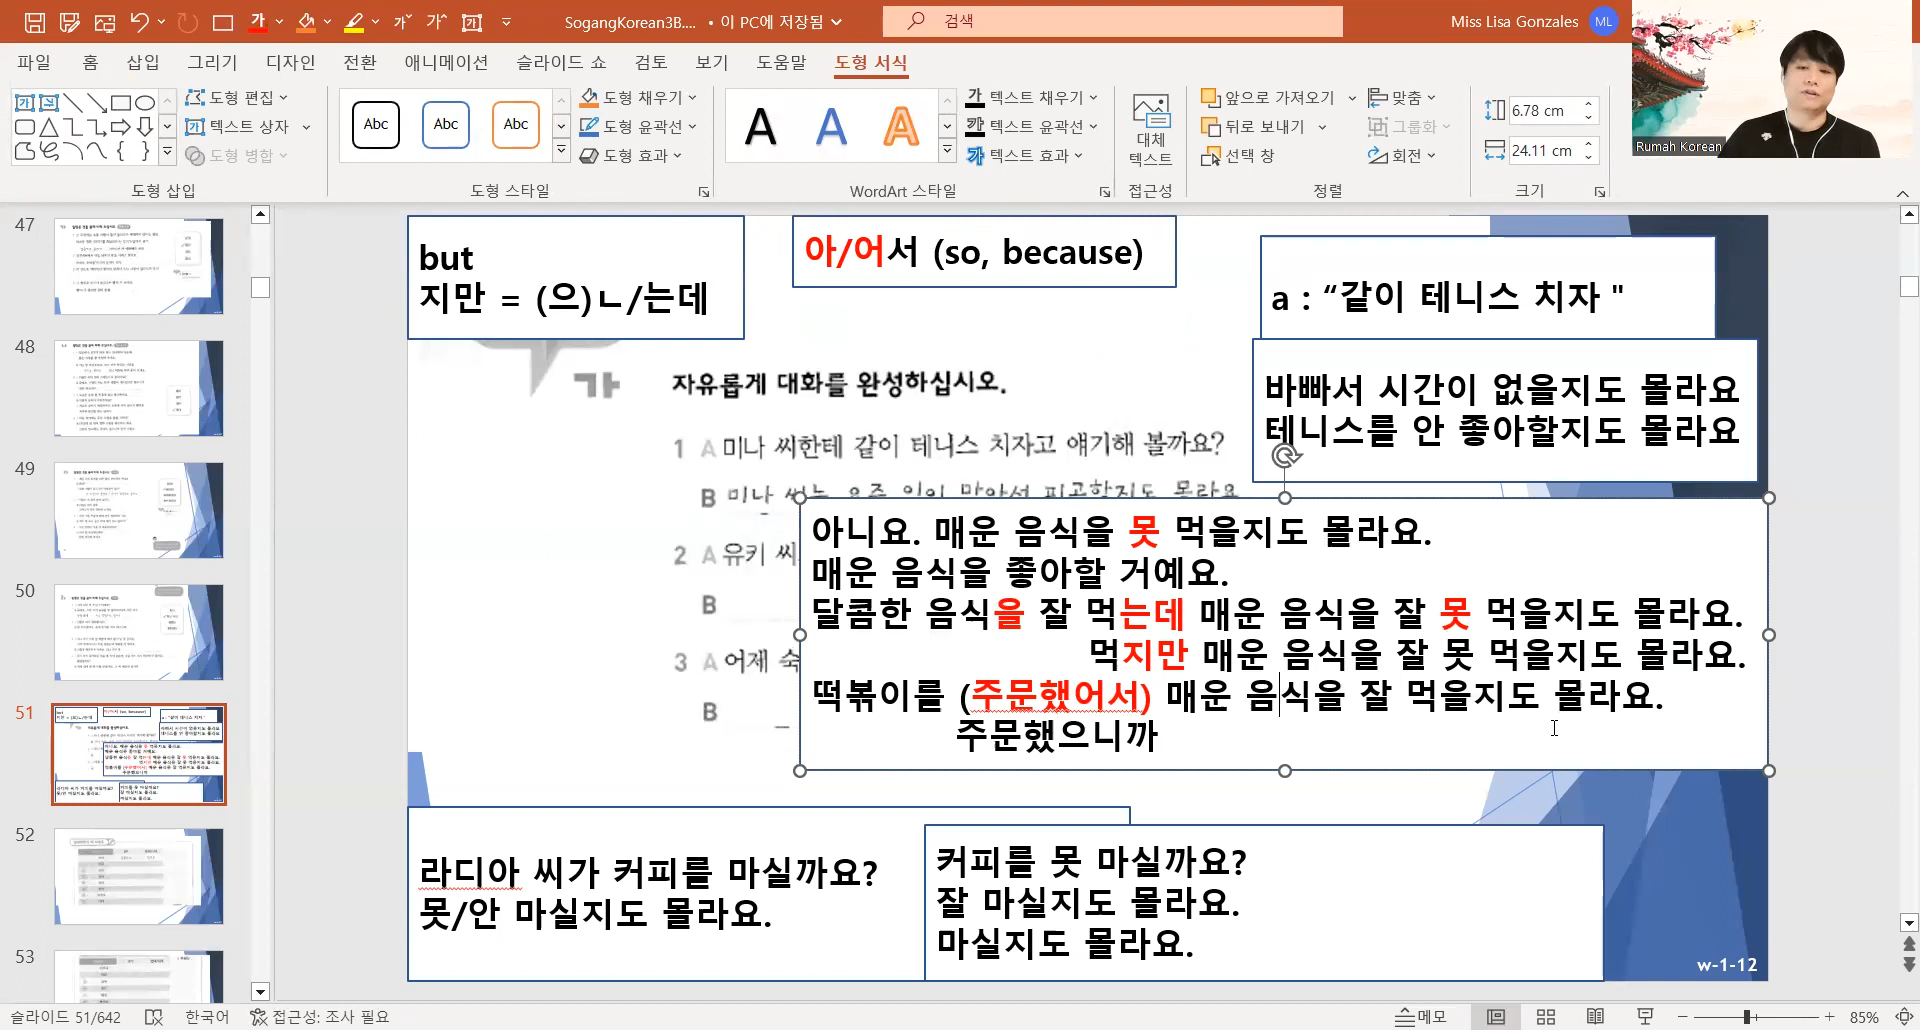 SogangKorean3B.... • 이 PC에 저장됨
검색
Miss Lisa Gonzales
ML
파일 홈 삽입 그리기 디자인 전환 애니메이션 슬라이드 쇼 검토 보기 도움말 도형 서식
도형 편집
텍스트 상자
도형 병합
도형 삽입
Abc Abc Abc
도형 채우기
도형 윤곽선
도형 효과
도형 스타일
A A A
텍스트 채우기
텍스트 윤곽선
텍스트 효과
WordArt 스타일
대체
텍스트
접근성
앞으로 가져오기
뒤로 보내기
선택 창
맞춤
그룹화
회전
정렬
6.78 cm
24.11 cm
크기
Rumah Korean
47
48
49
50
51
52
53
but
지만 = (으)ㄴ/는데
아/어서 (so, because)
a : “같이 테니스 치자 "
바빠서 시간이 없을지도 몰라요
테니스를 안 좋아할지도 몰라요
가
자유롭게 대화를 완성하십시오.
1 A 미나 씨한테 같이 테니스 치자고 얘기해 볼까요?
B 미나 씨는 요즘 일이 많아서 피곤할지도 몰라요
2 A 유키 씨
B
3 A 어제 숙
B
아니요. 매운 음식을 못 먹을지도 몰라요.
매운 음식을 좋아할 거예요.
달콤한 음식을 잘 먹는데 매운 음식을 잘 못 먹을지도 몰라요.
먹지만 매운 음식을 잘 못 먹을지도 몰라요.
떡볶이를 (주문했어서) 매운 음식을 잘 먹을지도 몰라요.
주문했으니까
라디아 씨가 커피를 마실까요?
못/안 마실지도 몰라요.
커피를 못 마실까요?
잘 마실지도 몰라요.
마실지도 몰라요.
w-1-12
슬라이드 51/642 한국어 접근성: 조사 필요 메모 85%